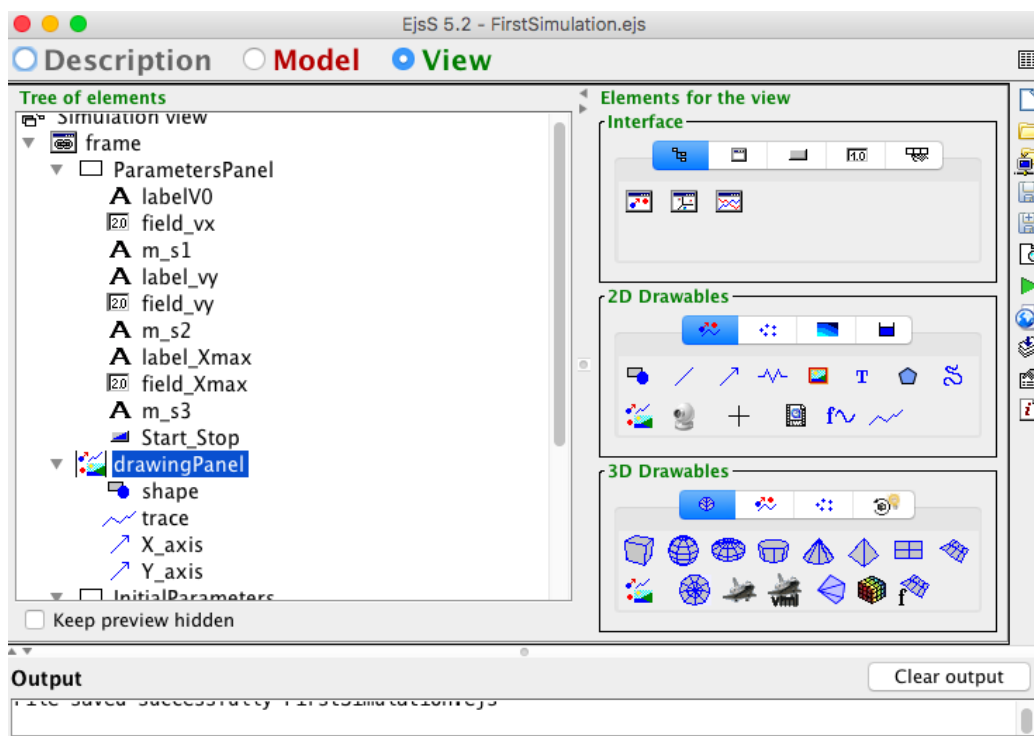 EjsS 5.2 - FirstSimulation.ejs
Description Model View
Tree of elements
Simulation view
frame
ParametersPanel
labelV0
field_vx
m_s1
label_vy
field_vy
m_s2
label_Xmax
field_Xmax
m_s3
Start_Stop
drawingPanel
shape
trace
X_axis
Y_axis
InitialParameters
Keep preview hidden
Elements for the view
Interface
2D Drawables
3D Drawables
Output
Clear output
File saved successfully FirstSimulation.ejs